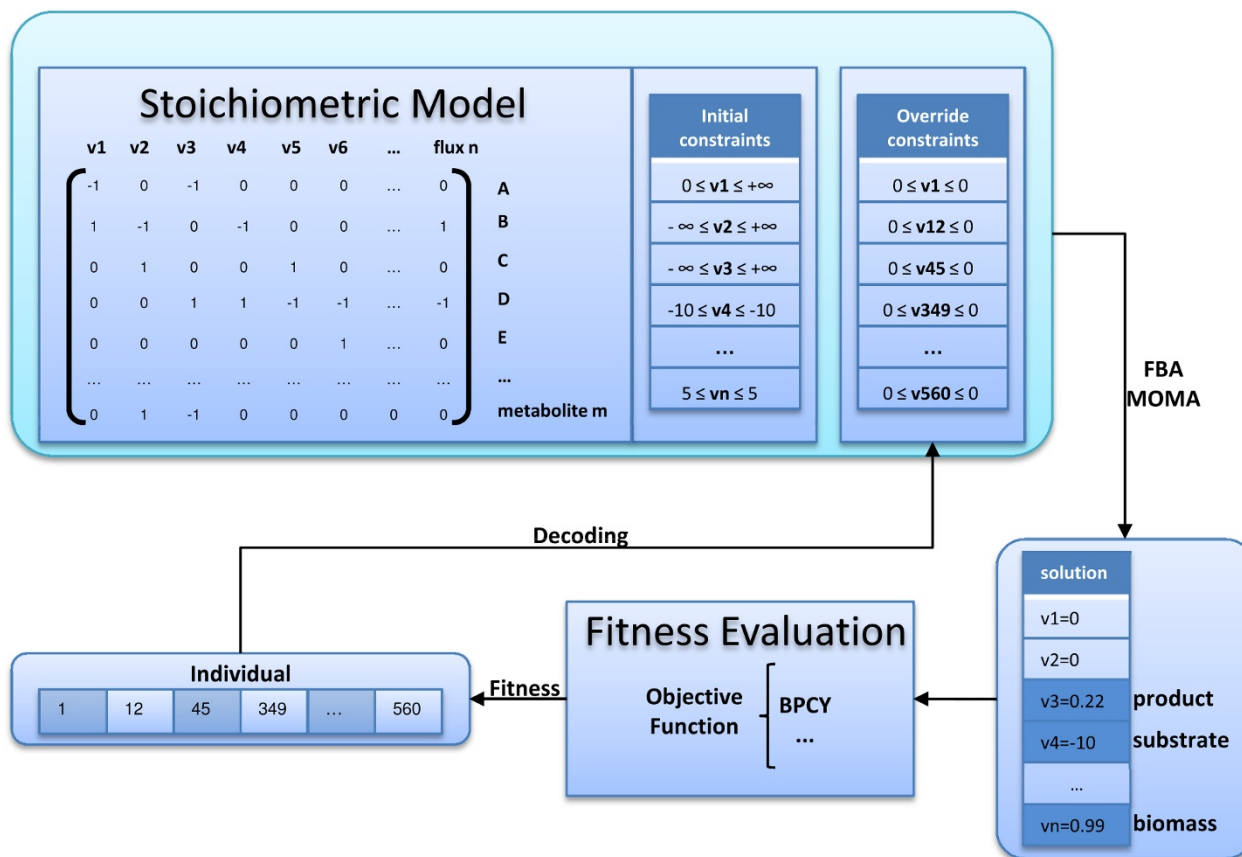 Stoichiometric Model
v1 v2 v3 v4 v5 v6 ... flux n
-1 0 -1 0 0 0 ... 0 A
1 -1 0 -1 0 0 ... 1 B
0 1 0 0 1 0 ... 0 C
0 0 1 1 -1 -1 ... -1 D
0 0 0 0 0 1 ... 0 E
... ... ... ... ... ... ... ... ...
0 1 -1 0 0 0 0 0 metabolite m
Initial
constraints
0 ≤ v1 ≤ +∞
- ∞ ≤ v2 ≤ +∞
- ∞ ≤ v3 ≤ +∞
-10 ≤ v4 ≤ -10
...
5 ≤ vn ≤ 5
Override
constraints
0 ≤ v1 ≤ 0
0 ≤ v12 ≤ 0
0 ≤ v45 ≤ 0
0 ≤ v349 ≤ 0
...
0 ≤ v560 ≤ 0
FBA
MOMA
Decoding
solution
v1=0
v2=0
v3=0.22 product
v4=-10 substrate
...
vn=0.99 biomass
Fitness Evaluation
Objective
Function
BPCY
...
Fitness
Individual
1 12 45 349 ... 560